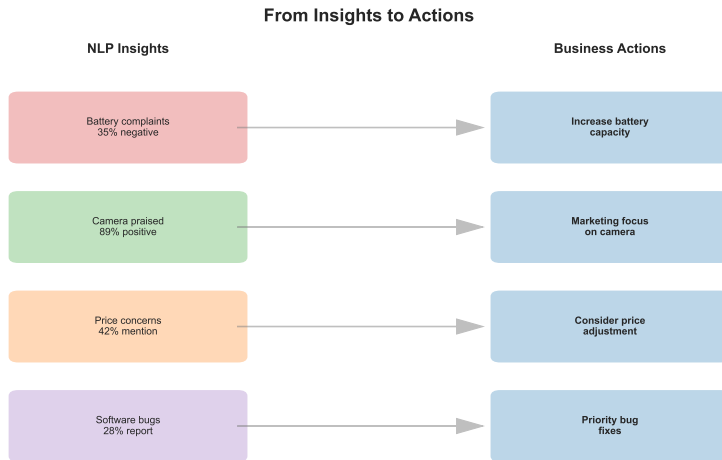 From Insights to Actions
NLP Insights
Business Actions
Battery complaints
35% negative
Increase battery
capacity
Camera praised
89% positive
Marketing focus
on camera
Price concerns
42% mention
Consider price
adjustment
Software bugs
28% report
Priority bug
fixes